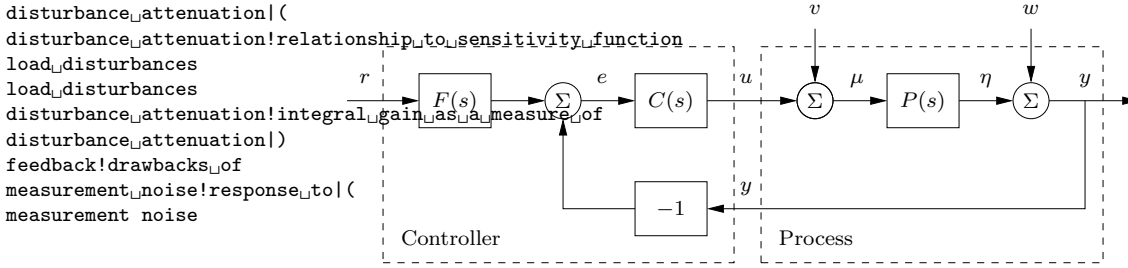 disturbance␣attenuation|(
disturbance␣attenuation!relationship␣to␣sensitivity␣function
load␣disturbances
load␣disturbances
disturbance␣attenuation!integral␣gain␣as␣a␣measure␣of
disturbance␣attenuation|)
feedback!drawbacks␣of
measurement␣noise!response␣to|(
measurement noise
v
w
r
F(s)
Σ
e
C(s)
u
Σ
μ
P(s)
η
Σ
y
−1
y
Controller
Process